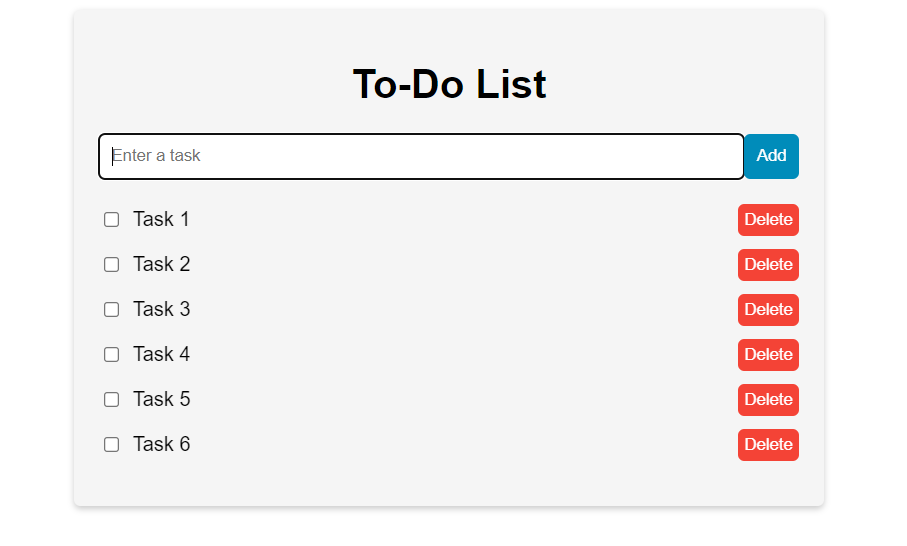 To-Do List
Enter a task Add
Task 1 Delete
Task 2 Delete
Task 3 Delete
Task 4 Delete
Task 5 Delete
Task 6 Delete